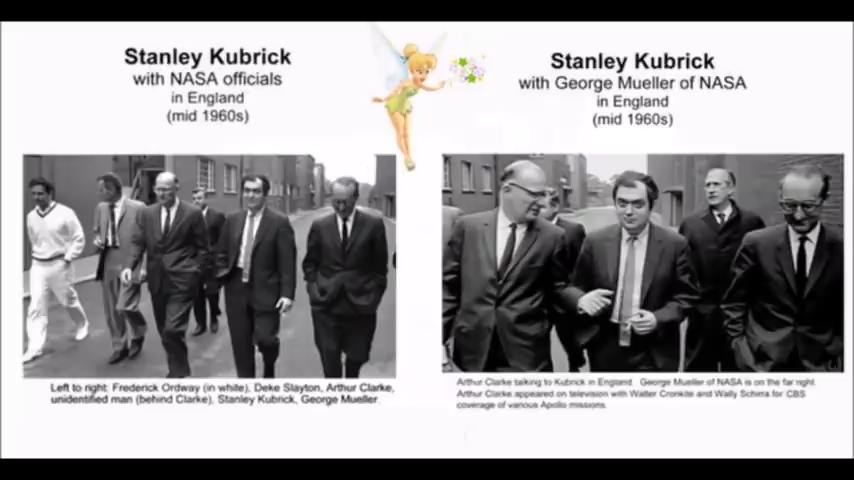 Stanley Kubrick
with NASA officials
in England
(mid 1960s)
Left to right: Frederick Ordway (in white), Deke Slayton, Arthur Clarke,
unidentified man (behind Clarke), Stanley Kubrick, George Mueller.
Stanley Kubrick
with George Mueller of NASA
in England
(mid 1960s)
Arthur Clarke talking to Kubrick in England. George Mueller of NASA is on the far right.
Arthur Clarke appeared on television with Walter Cronkite and Wally Schirra for CBS
coverage of various Apollo missions.